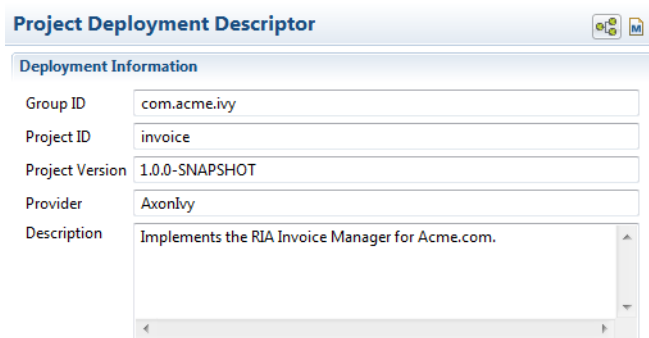 Project Deployment Descriptor
M
Deployment Information
Group ID com.acme.ivy
Project ID invoice
Project Version 1.0.0-SNAPSHOT
Provider AxonIvy
Description Implements the RIA Invoice Manager for Acme.com.